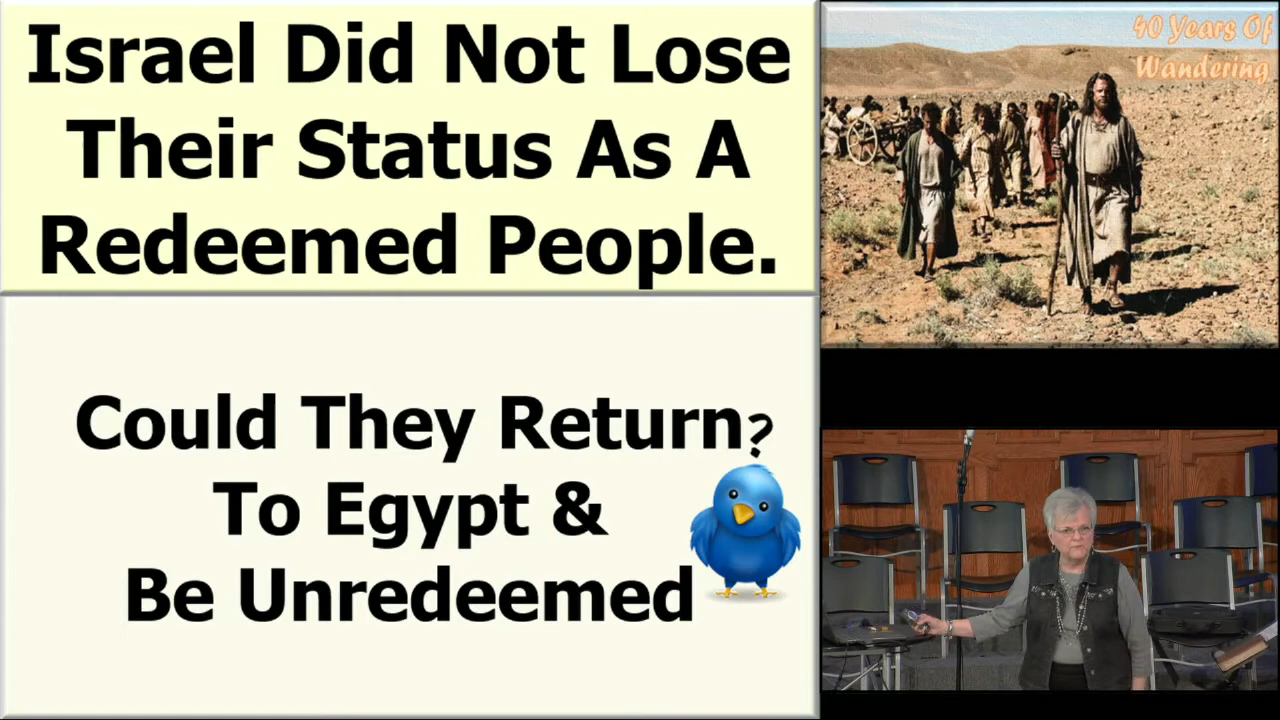 Israel Did Not Lose
Their Status As A
Redeemed People.
Could They Return?
To Egypt &
Be Unredeemed
40 Years Of
Wandering